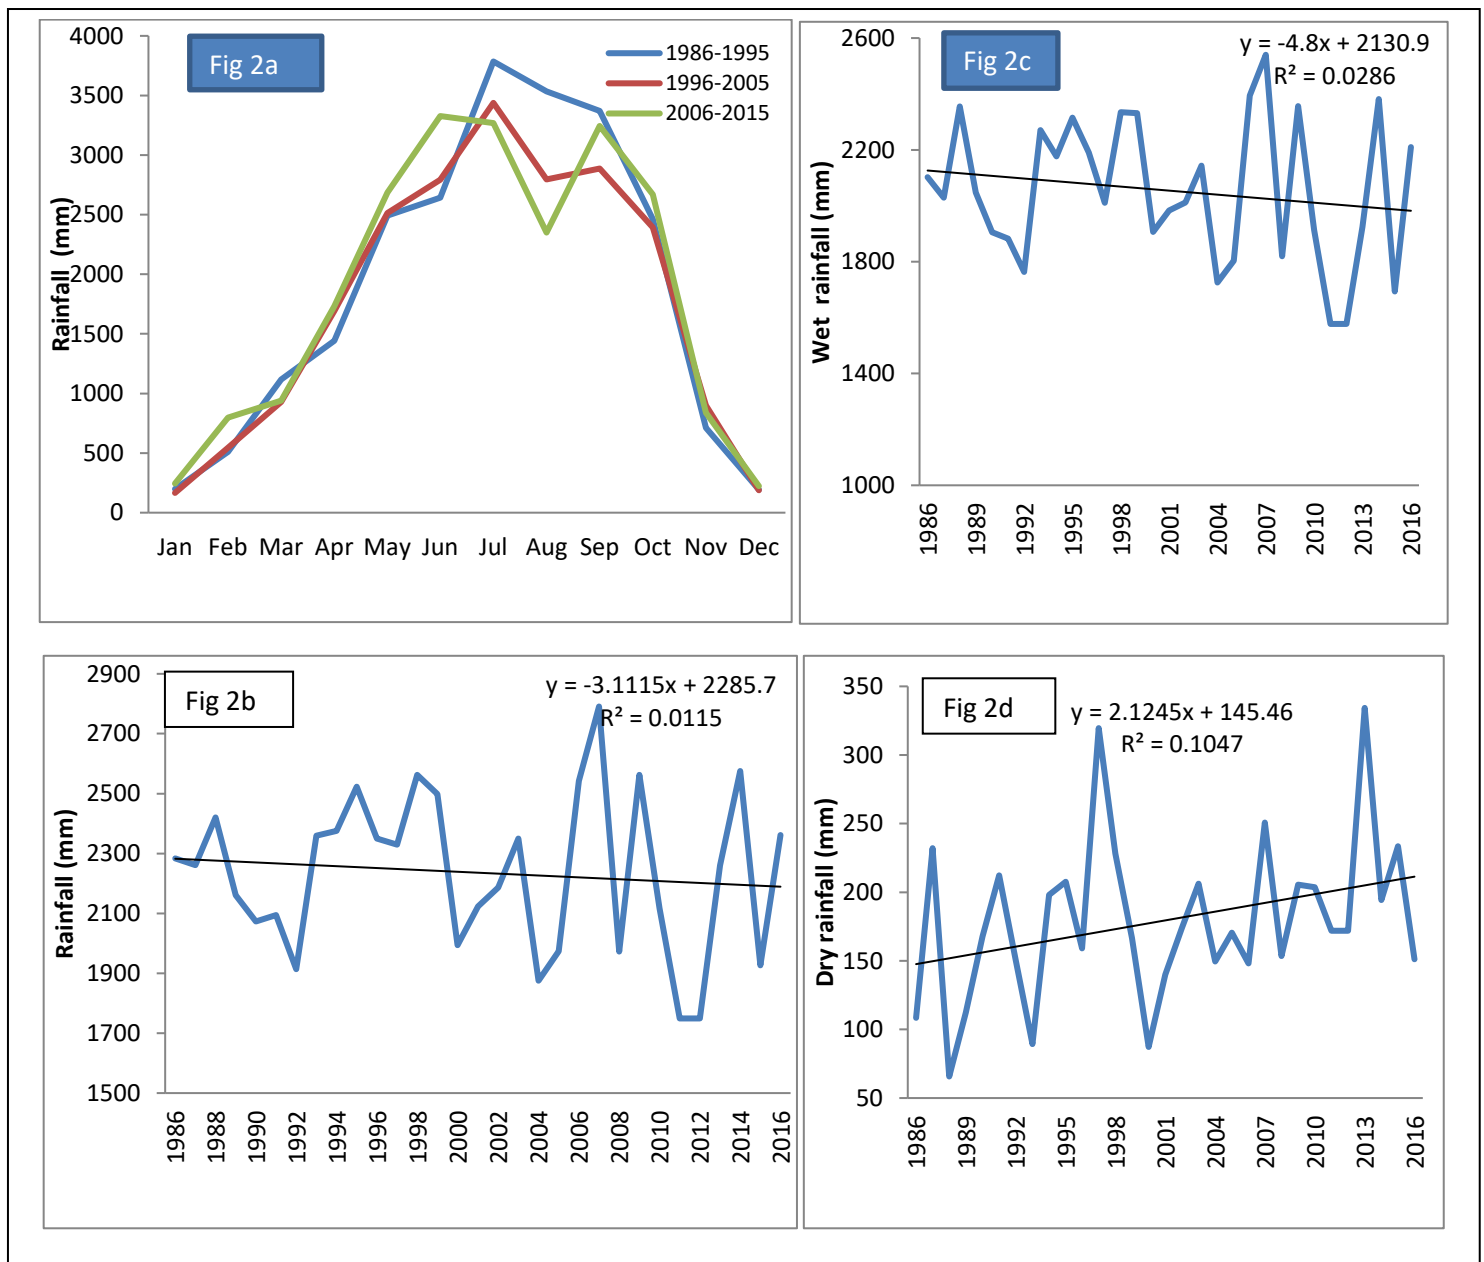 Fig 2a
1986-1995
1996-2005
2006-2015
Rainfall (mm)
4000
3500
3000
2500
2000
1500
1000
500
0
Jan Feb Mar Apr May Jun Jul Aug Sep Oct Nov Dec
Fig 2c
y = -4.8x + 2130.9
R² = 0.0286
Wet rainfall (mm)
2600
2200
1800
1400
1000
1986 1989 1992 1995 1998 2001 2004 2007 2010 2013 2016
Fig 2b
y = -3.1115x + 2285.7
R² = 0.0115
Rainfall (mm)
2900
2700
2500
2300
2100
1900
1700
1500
1986 1988 1990 1992 1994 1996 1998 2000 2002 2004 2006 2008 2010 2012 2014 2016
Fig 2d
y = 2.1245x + 145.46
R² = 0.1047
Dry rainfall (mm)
350
300
250
200
150
100
50
1986 1989 1992 1995 1998 2001 2004 2007 2010 2013 2016